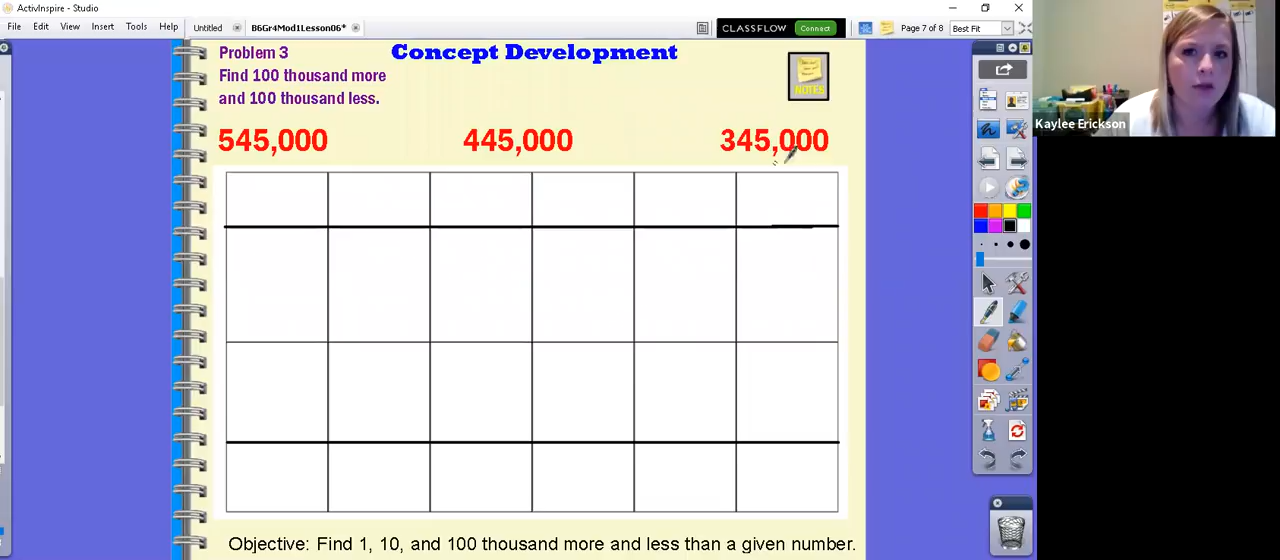 ActivInspire - Studio
File Edit View Insert Tools Help
Untitled B6Gr4Mod1Lesson06*
CLASSFLOW Connect
Page 7 of 8 Best Fit
Problem 3
Find 100 thousand more
and 100 thousand less.
Concept Development
NOTES
545,000 445,000 345,000
Objective: Find 1, 10, and 100 thousand more and less than a given number.
Kaylee Erickson